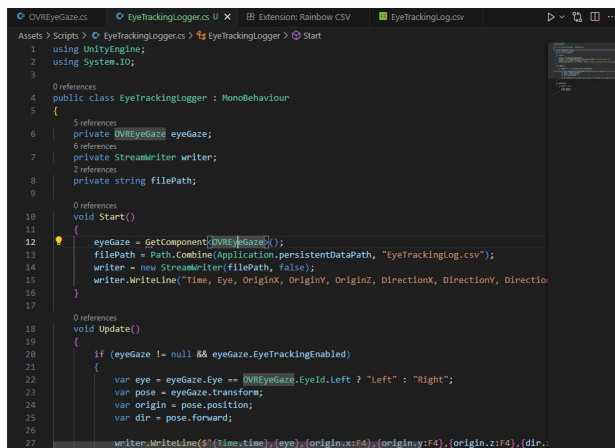 OVREyeGaze.cs EyeTrackingLogger.cs U Extension: Rainbow CSV EyeTrackingLog.csv
Assets > Scripts > EyeTrackingLogger.cs > EyeTrackingLogger > Start
1 using UnityEngine;
2 using System.IO;
3
0 references
4 public class EyeTrackingLogger : MonoBehaviour
5 {
5 references
6 private OVREyeGaze eyeGaze;
6 references
7 private StreamWriter writer;
2 references
8 private string filePath;
9
0 references
10 void Start()
11 {
12 eyeGaze = GetComponent<OVREyeGaze>();
13 filePath = Path.Combine(Application.persistentDataPath, "EyeTrackingLog.csv");
14 writer = new StreamWriter(filePath, false);
15 writer.WriteLine("Time, Eye, OriginX, OriginY, OriginZ, DirectionX, DirectionY, Direction
16 }
17
0 references
18 void Update()
19 {
20 if (eyeGaze != null && eyeGaze.EyeTrackingEnabled)
21 {
22 var eye = eyeGaze.Eye == OVREyeGaze.EyeId.Left ? "Left" : "Right";
23 var pose = eyeGaze.transform;
24 var origin = pose.position;
25 var dir = pose.forward;
26
27 writer.WriteLine($"{Time.time},{eye},{origin.x:F4},{origin.y:F4},{origin.z:F4},{dir.